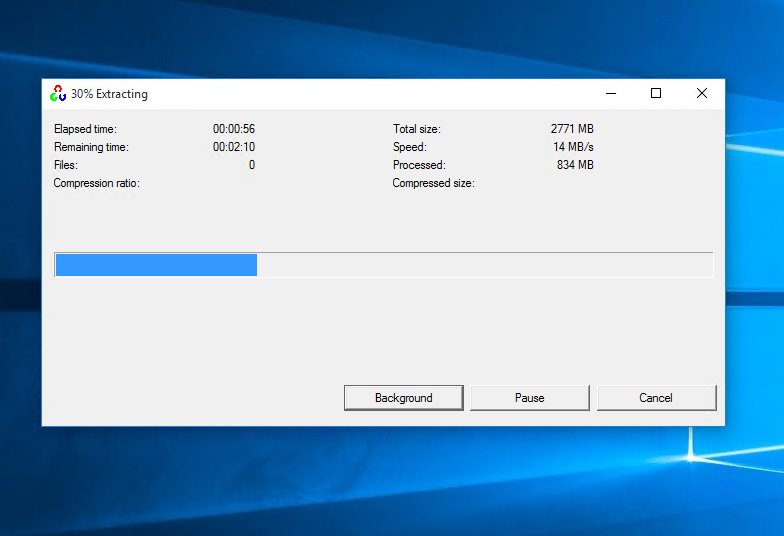 30% Extracting
Elapsed time: 00:00:56 Total size: 2771 MB
Remaining time: 00:02:10 Speed: 14 MB/s
Files: 0 Processed: 834 MB
Compression ratio: Compressed size:
Background Pause Cancel